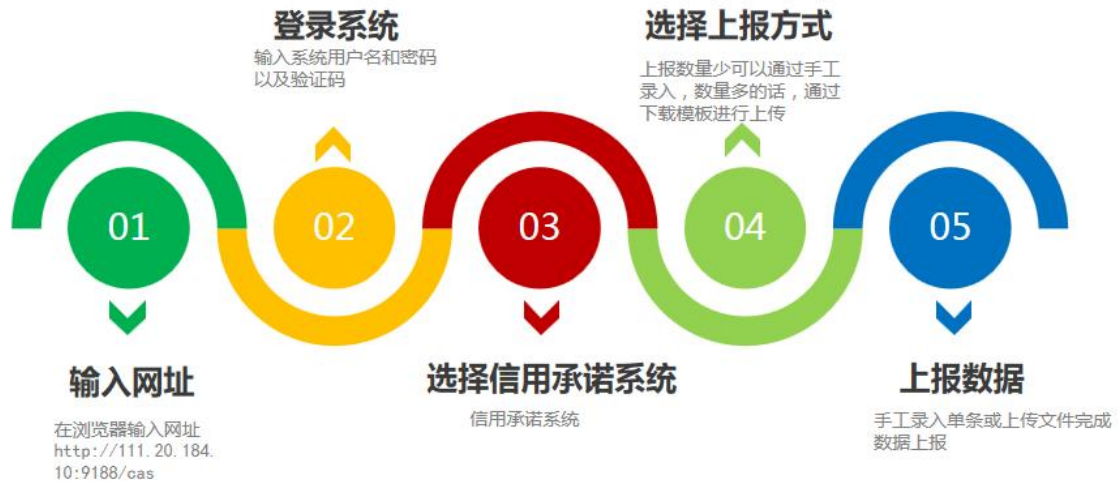 登录系统
输入系统用户名和密码
以及验证码
选择上报方式
上报数量少可以通过手工
录入，数量多的话，通过
下载模板进行上传
01
02
03
04
05
输入网址
在浏览器输入网址
http://111.20.184.
10:9188/cas
选择信用承诺系统
信用承诺系统
上报数据
手工录入单条或上传文件完成
数据上报